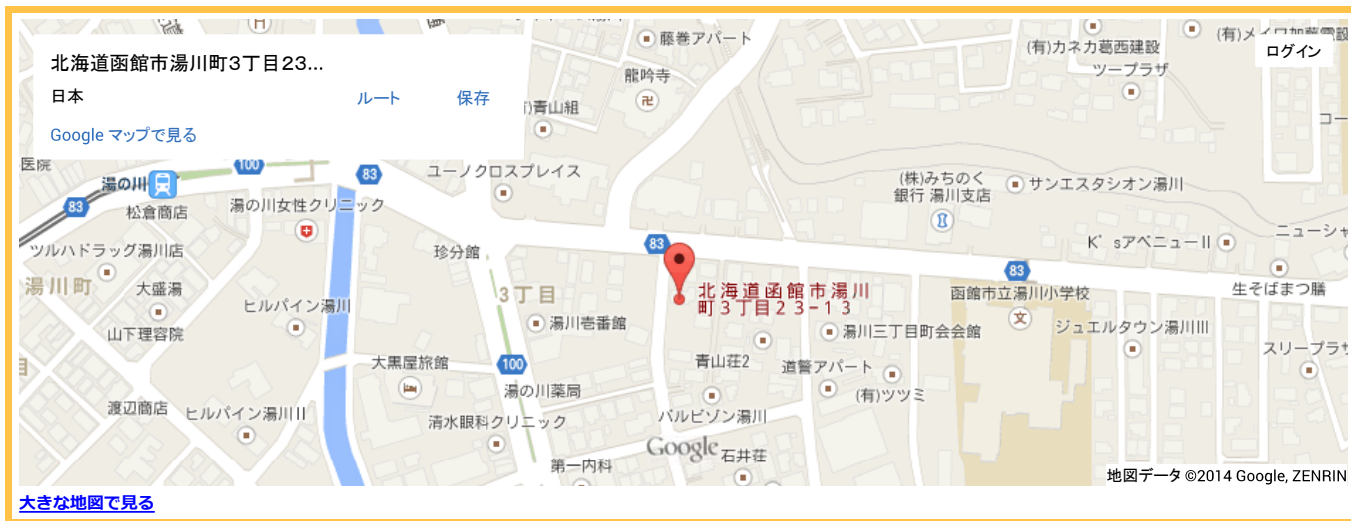 北海道函館市湯川町3丁目23...
日本
ルート
保存
Google マップで見る
ログイン
藤巻アパート
龍吟寺
青山組
(有)カネカ葛西建設
ツープラザ
医院
湯の川
100
83
83
松倉商店
湯の川女性クリニック
ユーノクロスプレイス
(株)みちのく
銀行 湯川支店
サンエスタシオン湯川
ツルハドラッグ湯川店
湯川町
大盛湯
山下理容院
ヒルパイン湯川
珍分館
3丁目
83
北海道函館市湯川
町3丁目23-13
83
K'sアベニューII
ニューシャ
函館市立湯川小学校
文
生そばまつ膳
湯川壱番館
湯川三丁目町会会館
ジュエルタウン湯川III
スリープラザ
大黒屋旅館
100
青山荘2
道警アパート
(有)ツツミ
湯の川薬局
渡辺商店
ヒルパイン湯川II
清水眼科クリニック
バルビゾン湯川
Google
石井荘
第一内科
地図データ ©2014 Google, ZENRIN
大きな地図で見る